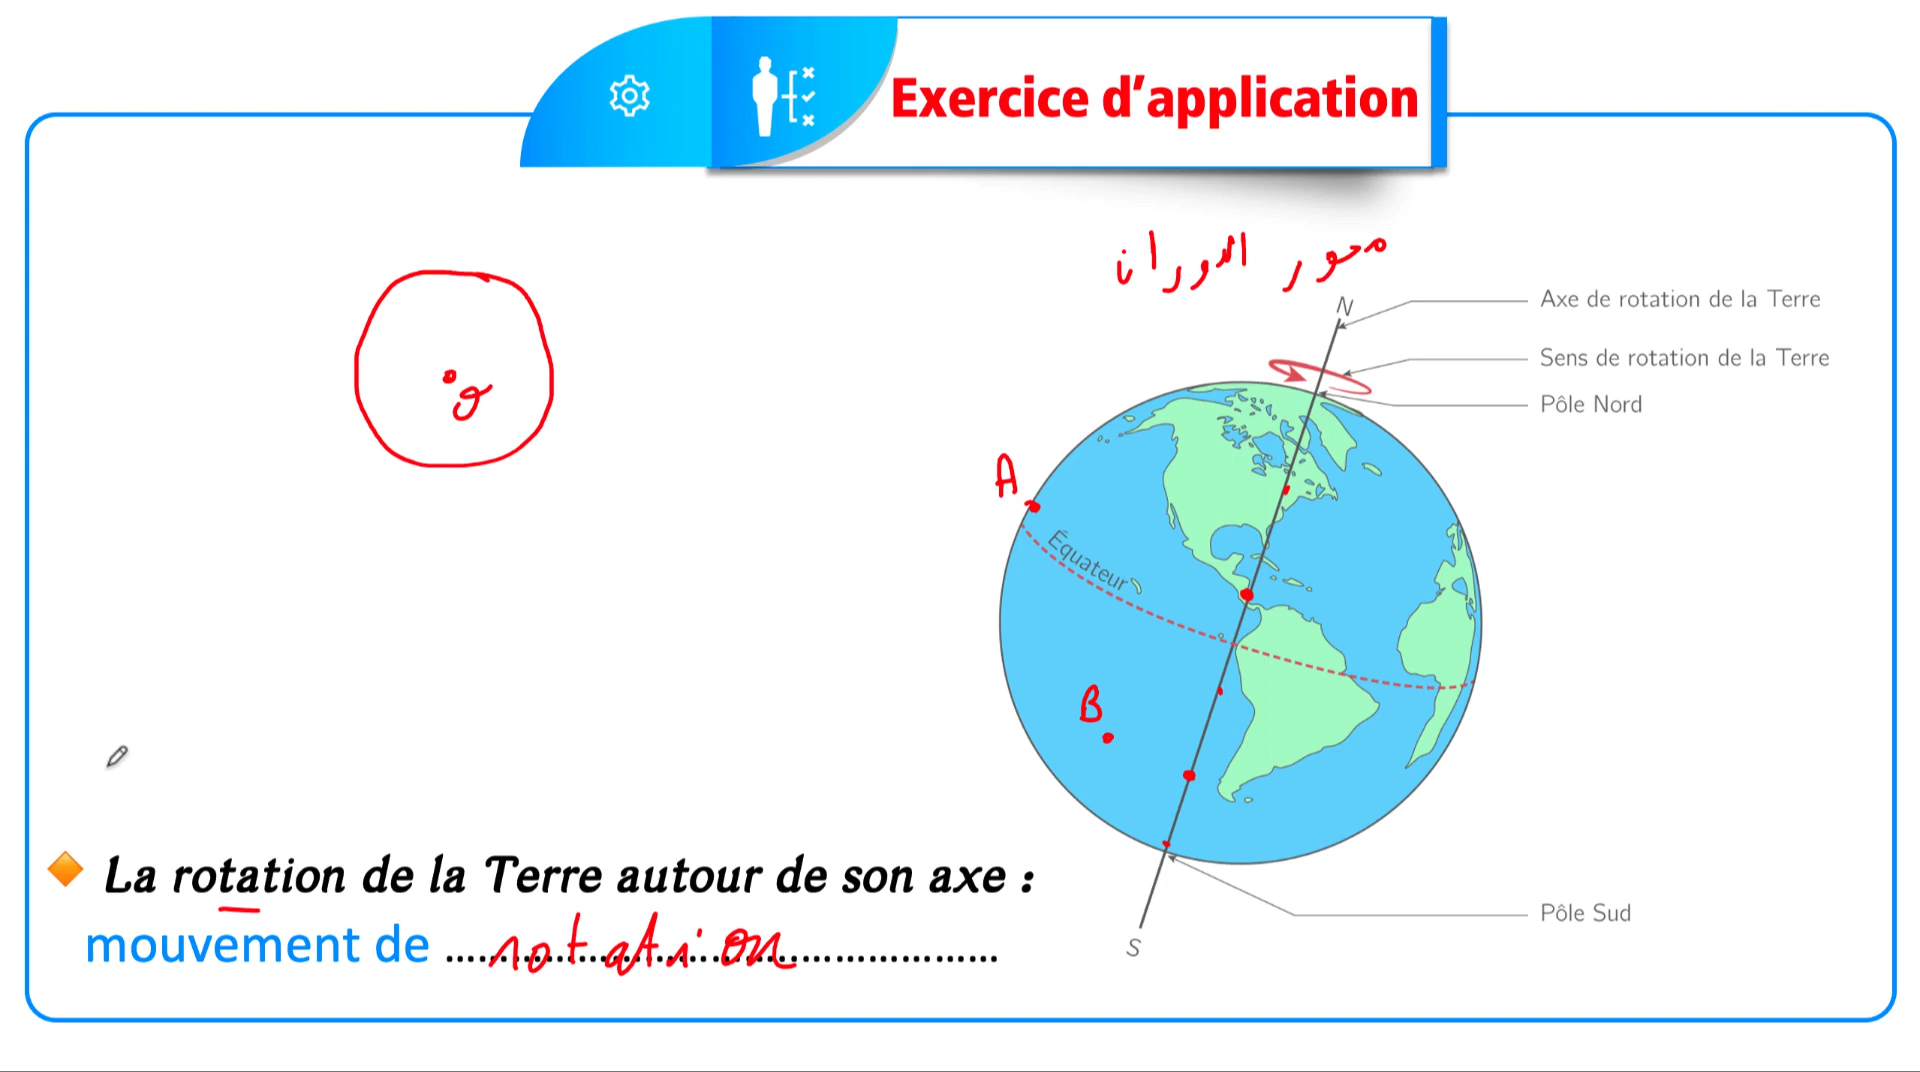 Exercice d'application
محور الدوران
N
Axe de rotation de la Terre
Sens de rotation de la Terre
Pôle Nord
A
Équateur
B
La rotation de la Terre autour de son axe :
mouvement de ....rotation....................
Pôle Sud
S